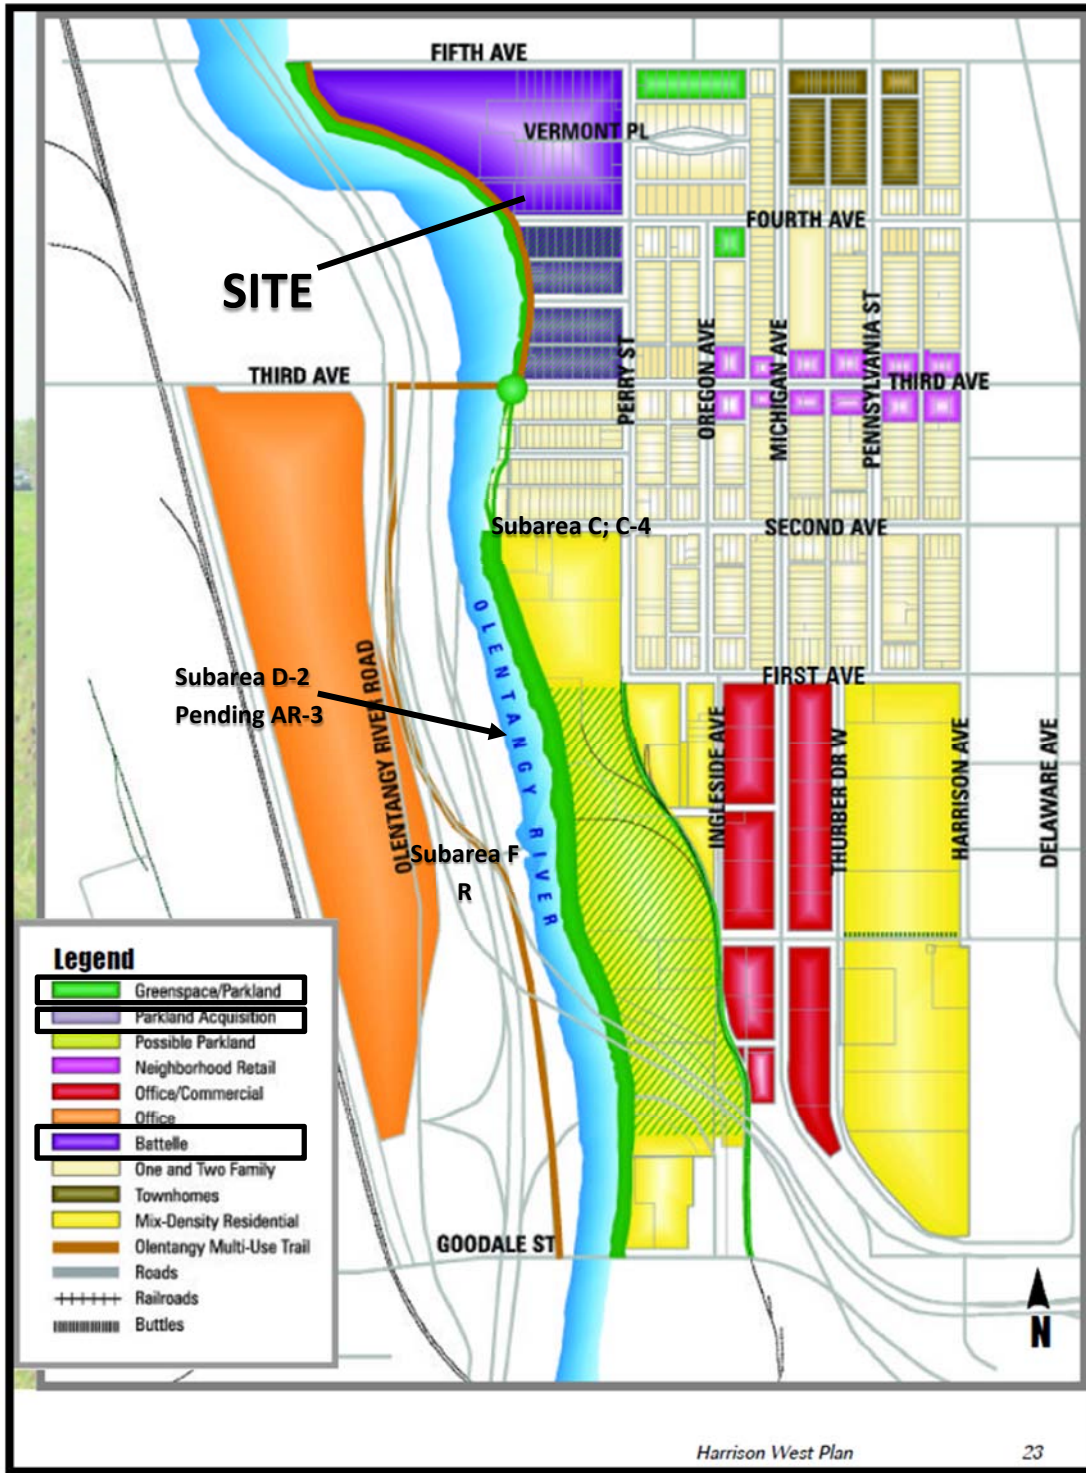 FIFTH AVE
VERMONT PL
FOURTH AVE
SITE
THIRD AVE
PERRY ST
OREGON AVE
MICHIGAN AVE
PENNSYLVANIA ST
THIRD AVE
Subarea C; C-4
SECOND AVE
OLENTANGY RIVER
Subarea D-2
Pending AR-3
OLENTANGY RIVER ROAD
FIRST AVE
INGLESIDE AVE
THURBER DR W
HARRISON AVE
DELAWARE AVE
Subarea F
R
Legend
Greenspace/Parkland
Parkland Acquisition
Possible Parkland
Neighborhood Retail
Office/Commercial
Office
Battelle
One and Two Family
Townhomes
Mix-Density Residential
Olentangy Multi-Use Trail
Roads
Railroads
Buttles
GOODALE ST
N
Harrison West Plan 23